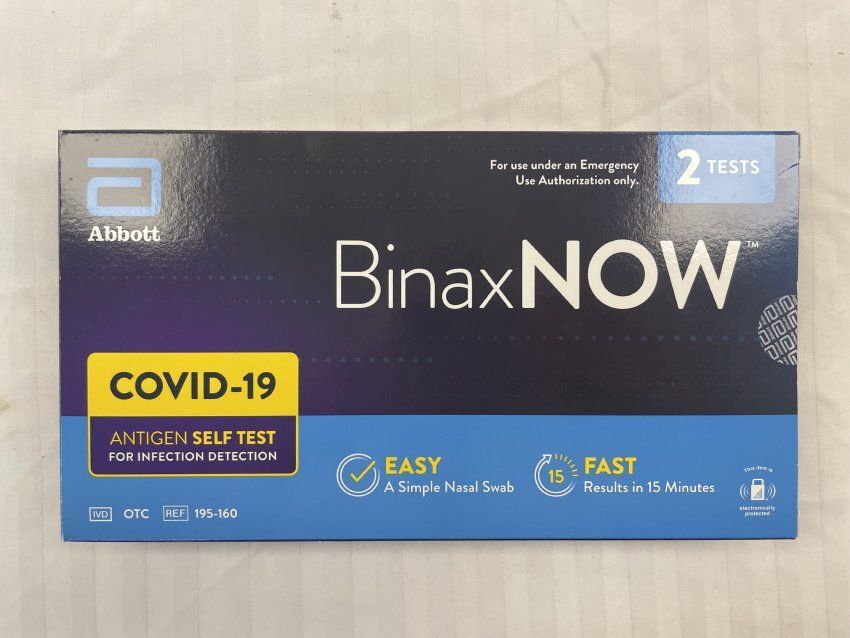 Abbott
For use under an Emergency
Use Authorization only.
2 TESTS
BinaxNOW™
COVID-19
ANTIGEN SELF TEST
FOR INFECTION DETECTION
EASY
A Simple Nasal Swab
15
FAST
Results in 15 Minutes
This item is
electronically
protected
IVD OTC REF 195-160